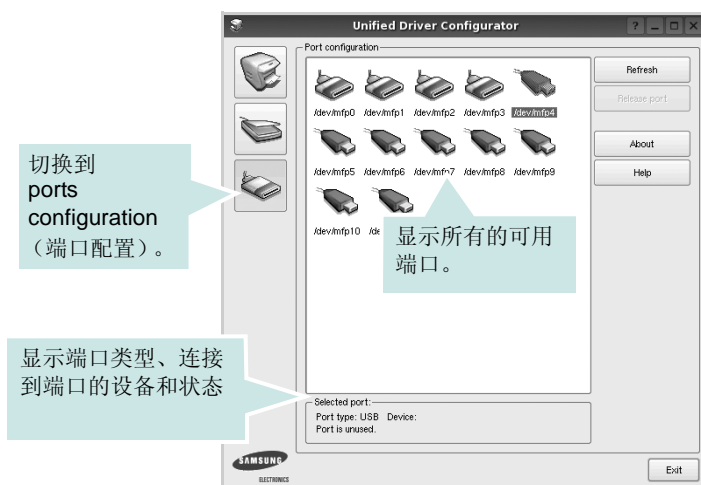 Unified Driver Configurator
Port configuration
/dev/mfp0 /dev/mfp1 /dev/mfp2 /dev/mfp3 /dev/mfp4
/dev/mfp5 /dev/mfp6 /dev/mfp7 /dev/mfp8 /dev/mfp9
/dev/mfp10
Refresh
Release port
About
Help
切换到
ports
configuration
（端口配置）。
显示所有的可用
端口。
显示端口类型、连接
到端口的设备和状态
Selected port:
Port type: USB Device:
Port is unused.
SAMSUNG
ELECTRONICS
Exit